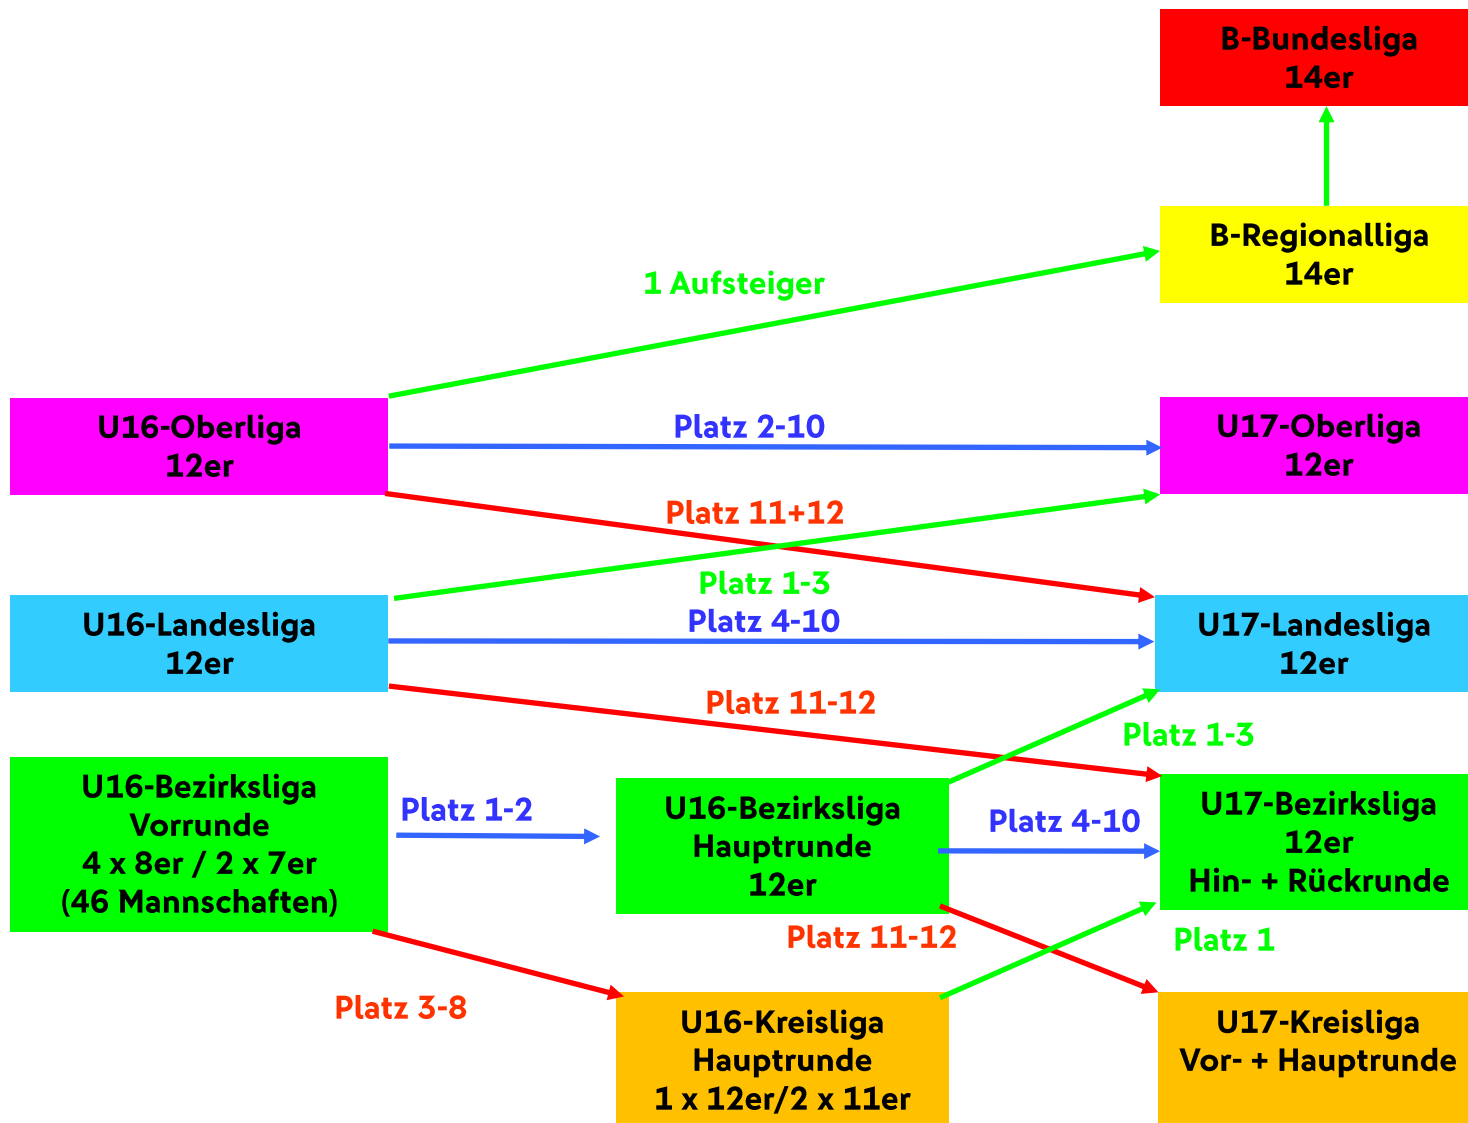 B-Bundesliga
14er
B-Regionalliga
14er
1 Aufsteiger
U16-Oberliga
12er
Platz 2-10
U17-Oberliga
12er
Platz 11+12
Platz 1-3
U16-Landesliga
12er
Platz 4-10
U17-Landesliga
12er
Platz 11-12
Platz 1-3
U16-Bezirksliga
Vorrunde
4 x 8er / 2 x 7er
(46 Mannschaften)
Platz 1-2
U16-Bezirksliga
Hauptrunde
12er
Platz 4-10
U17-Bezirksliga
12er
Hin- + Rückrunde
Platz 11-12
Platz 1
Platz 3-8
U16-Kreisliga
Hauptrunde
1 x 12er/2 x 11er
U17-Kreisliga
Vor- + Hauptrunde